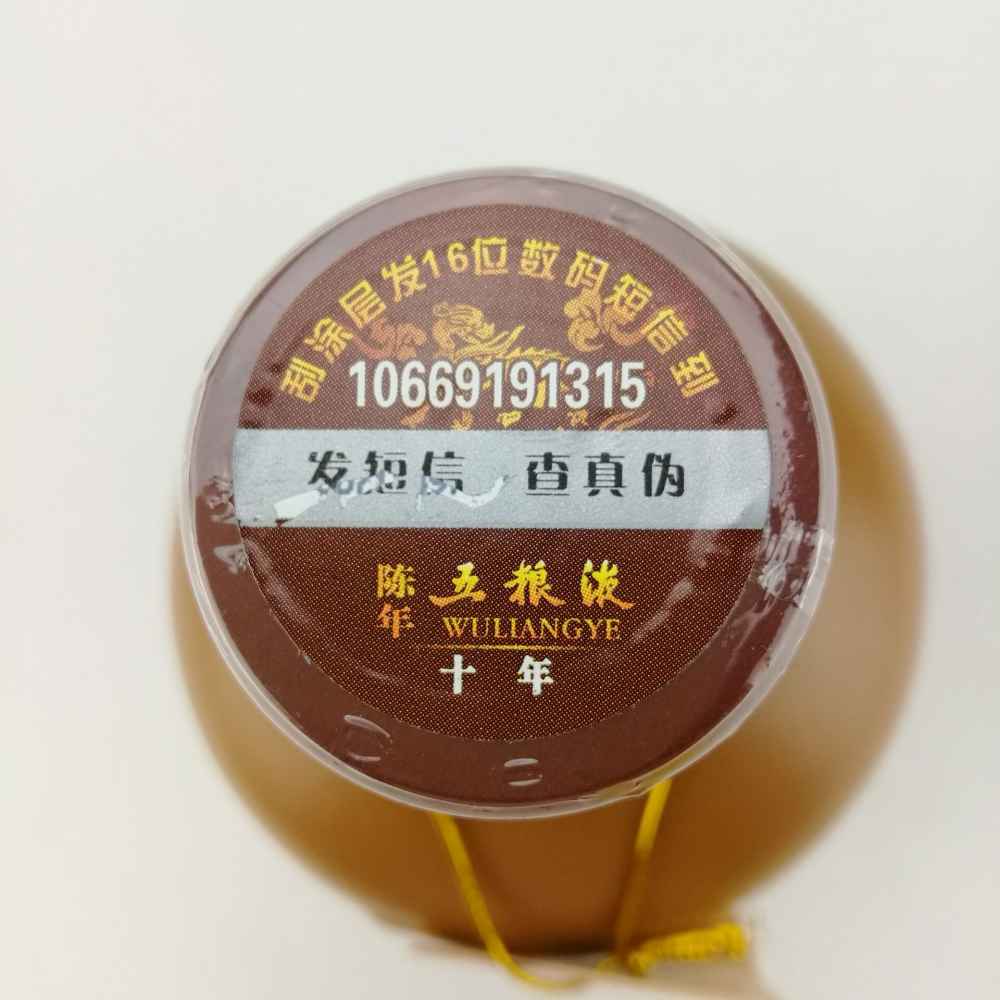 刮涂层发16位数码短信到
10669191315
发短信 查真伪
陈年 五粮液
WULIANGYE
十年